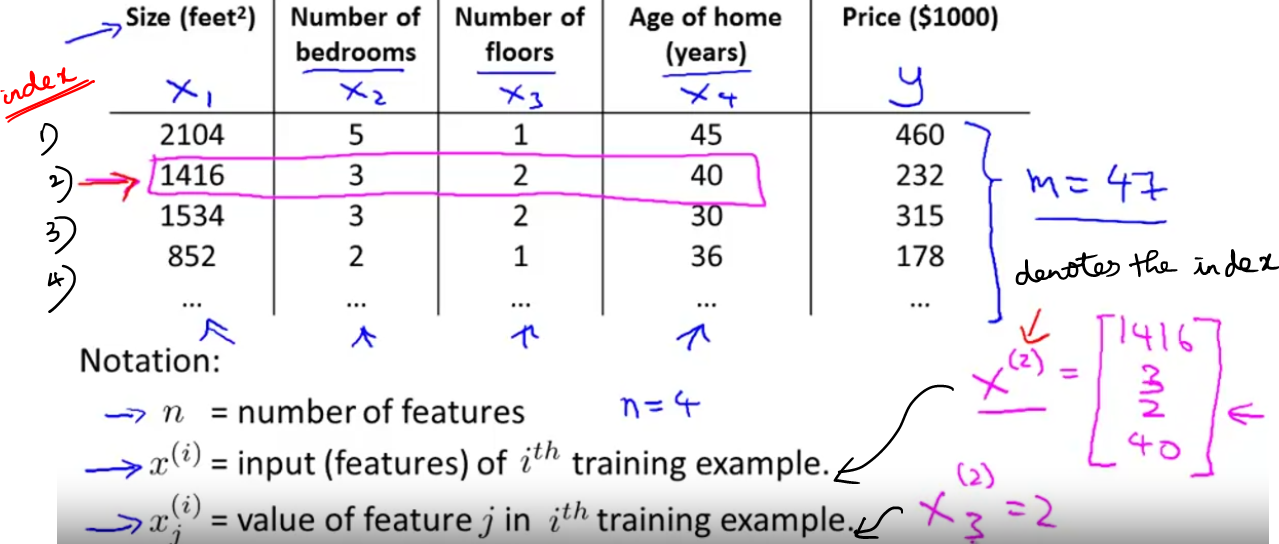 Size (feet²) Number of bedrooms Number of floors Age of home (years) Price ($1000)
index x₁ x₂ x₃ x₄ y
1) 2104 5 1 45 460
2) 1416 3 2 40 232
m = 47
3) 1534 3 2 30 315
4) 852 2 1 36 178
denotes the index
... ... ... ... ...
Notation:
x⁽²⁾ = [1416 3 2 40]
n = number of features n = 4
x⁽ⁱ⁾ = input (features) of iᵗʰ training example.
xⱼ⁽ⁱ⁾ = value of feature j in iᵗʰ training example. x₃⁽²⁾ = 2